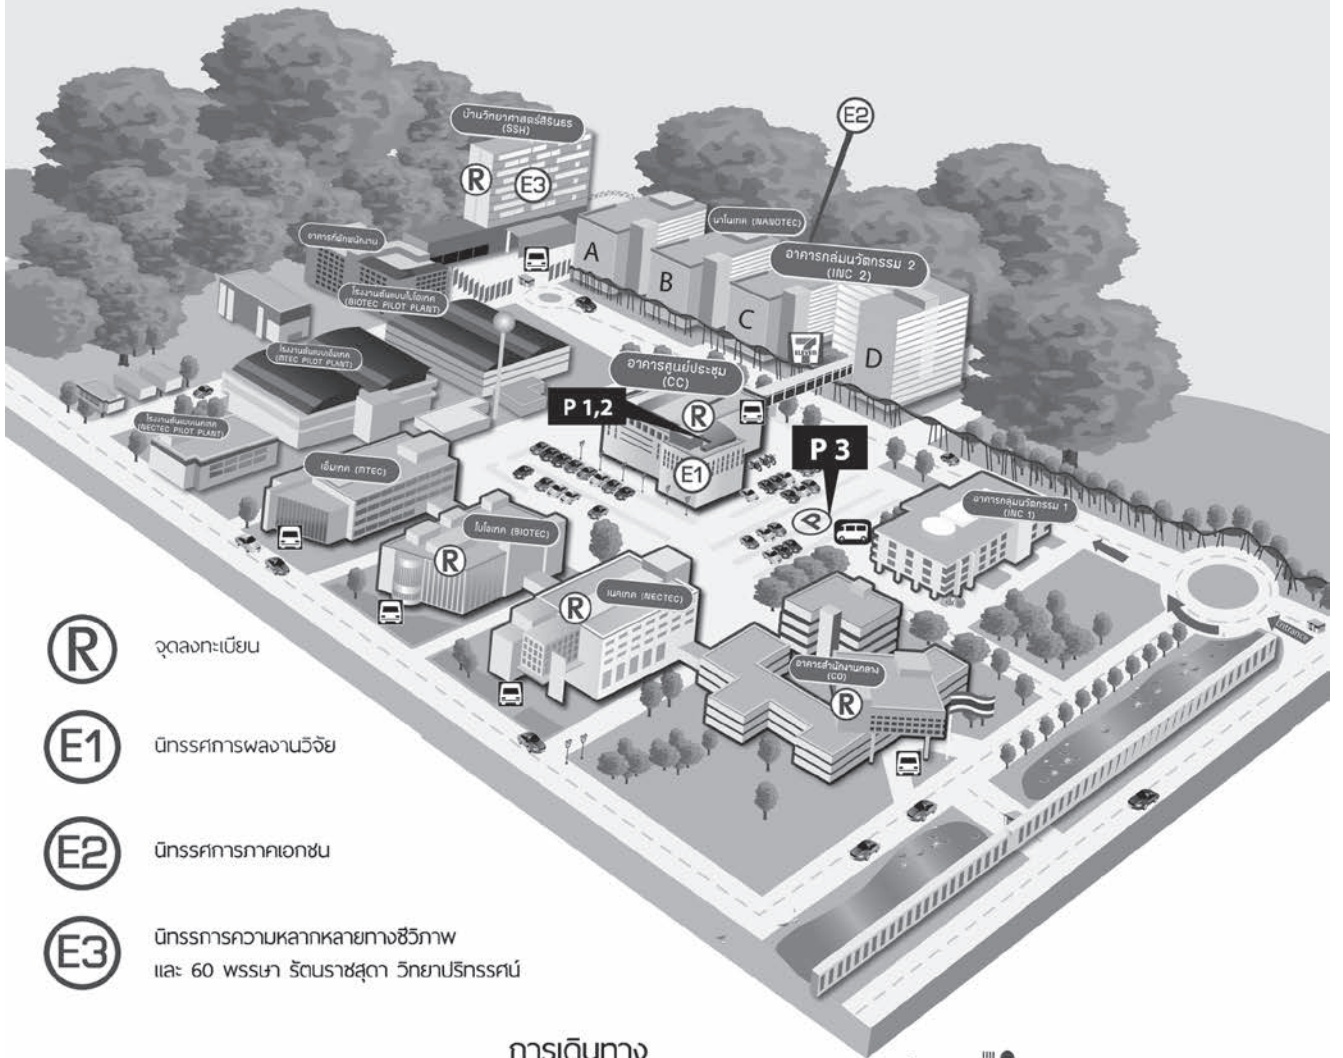 บ้านวิทยาศาสตร์สิรินธร
(SSH)
E2
R
E3
นาโนเทค (NANOTEC)
อาคารที่พักพนักงาน
A
อาคารกลุ่มนวัตกรรม 2
(INC 2)
B
โรงงานต้นแบบไบโอเทค
(BIOTEC PILOT PLANT)
C
7
ELEVEN
D
โรงงานต้นแบบเอ็มเทค
(MTEC PILOT PLANT)
อาคารศูนย์ประชุม
(CC)
P 1,2
R
โรงงานต้นแบบเนคเทค
(NECTEC PILOT PLANT)
P 3
E1
เอ็มเทค (MTEC)
อาคารกลุ่มนวัตกรรม 1
(INC 1)
P
ไบโอเทค (BIOTEC)
R
เนคเทค (NECTEC)
R
Entrance
อาคารสำนักงานกลาง
(CO)
R
R จุดลงทะเบียน
E1 นิทรรศการผลงานวิจัย
E2 นิทรรศการภาคเอกชน
E3 นิทรรการความหลากหลายทางชีวิภาพ
และ 60 พรรษา รัตนราชสุดา วิทยาปริทรรศน์
การเดินทาง